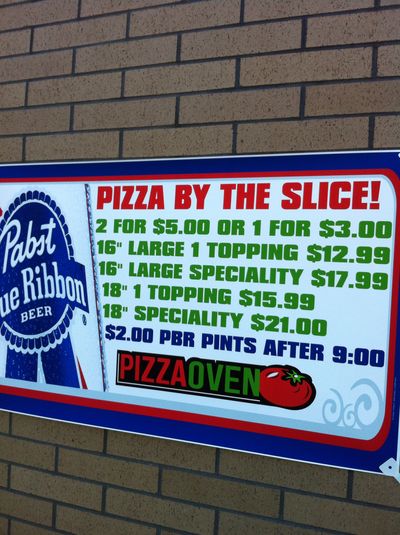 PIZZA BY THE SLICE!
2 FOR $5.00 OR 1 FOR $3.00
16" LARGE 1 TOPPING $12.99
16" LARGE SPECIALITY $17.99
18" 1 TOPPING $15.99
18" SPECIALITY $21.00
$2.00 PBR PINTS AFTER 9:00
PIZZAOVEN
Pabst
ue Ribbon
BEER